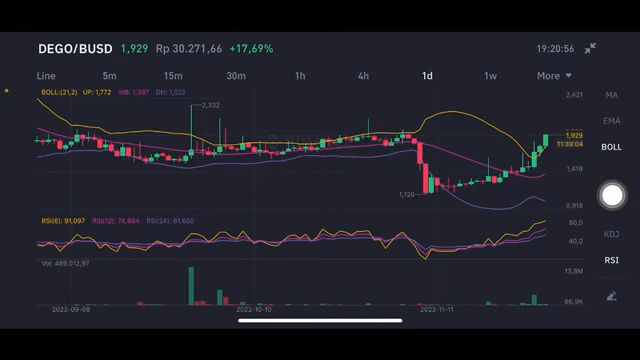 DEGO/BUSD 1,929 Rp 30.271,66 +17,69% 19:20:56
Line 5m 15m 30m 1h 4h 1d 1w More
BOLL:(21,2) UP: 1,772 MB: 1,397 DN: 1,022
2,421
MA
2,332
EMA
1,929
11:39:04
BOLL
1,419
1,120
0,918
RSI(6): 91,097 RSI(12): 78,864 RSI(24): 61,600
80,0
KDJ
40,0
RSI
Vol: 489.012,97
13,8M
66,9K
2022-09-08 2022-10-10 2022-11-11